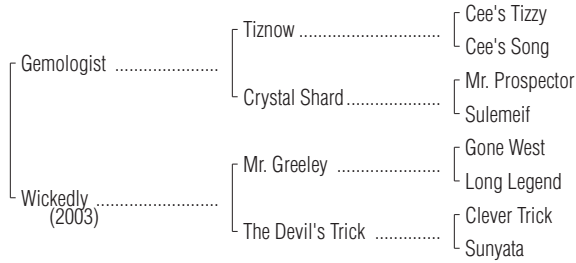 Cee's Tizzy
Tiznow ........................................
Cee's Song
Gemologist ......................
Mr. Prospector
Crystal Shard ..........................
Sulemeif
Gone West
Mr. Greeley ............................
Long Legend
Wickedly ..........................
(2003)
Clever Trick
The Devil's Trick ..................
Sunyata